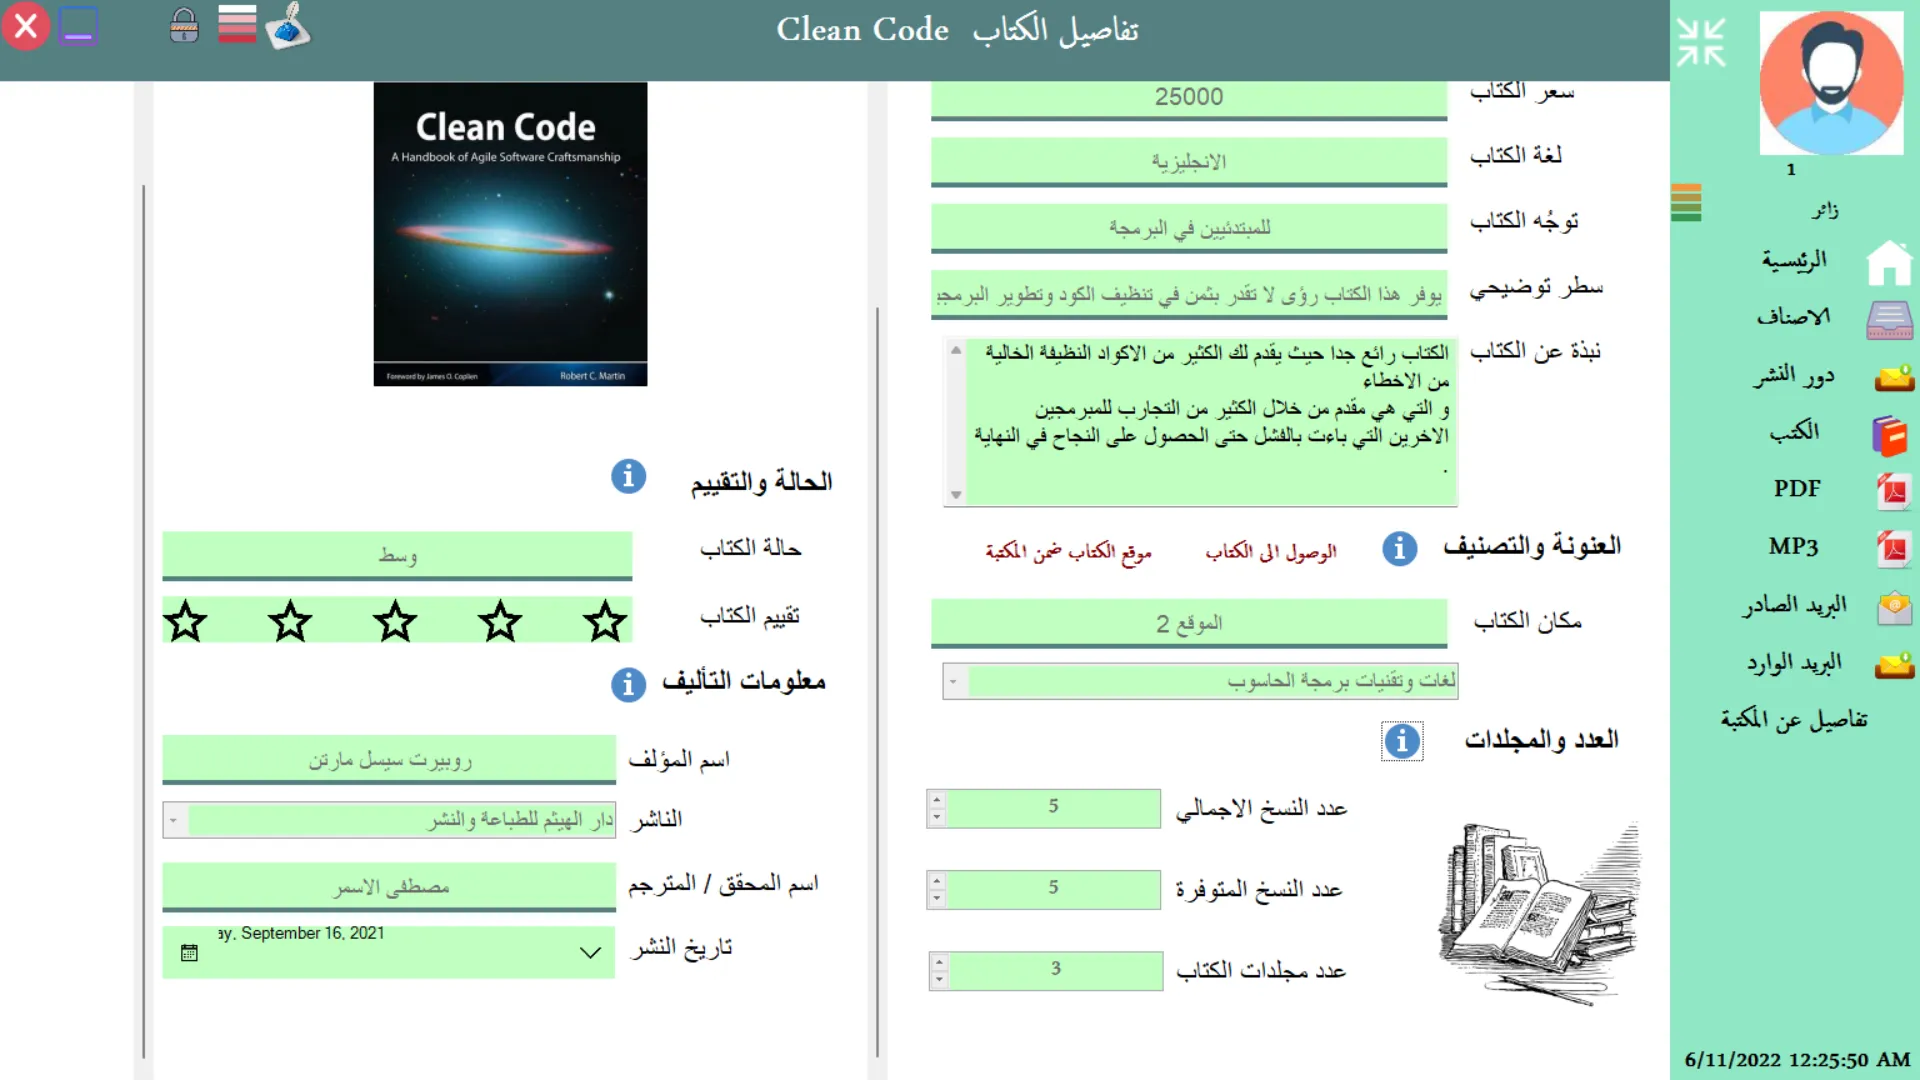 تفاصيل الكتاب Clean Code
1
زائر
الرئيسية
الاصناف
دور النشر
الكتب
PDF
MP3
البريد الصادر
البريد الوارد
تفاصيل عن المكتبة
6/11/2022 12:25:50 AM
سعر الكتاب
25000
لغة الكتاب
الانجليزية
توجُه الكتاب
للمبتدئيين في البرمجة
سطر توضيحي
يوفر هذا الكتاب رؤى لا تقدر بثمن في تنظيف الكود وتطوير البرمجي
نبذة عن الكتاب
الكتاب رائع جدا حيث يقدم لك الكثير من الاكواد النظيفة الخالية
من الاخطاء
و التي هي مقدم من خلال الكثير من التجارب للمبرمجين
الاخرين التي باءت بالفشل حتى الحصول على النجاح في النهاية
.
العنونة والتصنيف
الوصول الى الكتاب
موقع الكتاب ضمن المكتبة
مكان الكتاب
الموقع 2
لغات وتقنيات برمجة الحاسوب
العدد والمجلدات
عدد النسخ الاجمالي
5
عدد النسخ المتوفرة
5
عدد مجلدات الكتاب
3
Clean Code
A Handbook of Agile Software Craftsmanship
Foreword by James O. Coplien
Robert C. Martin
الحالة والتقييم
حالة الكتاب
وسط
تقييم الكتاب
معلومات التأليف
اسم المؤلف
روبيرت سيسل مارتن
الناشر
دار الهيثم للطباعة والنشر
اسم المحقق / المترجم
مصطفى الاسمر
تاريخ النشر
ay, September 16, 2021